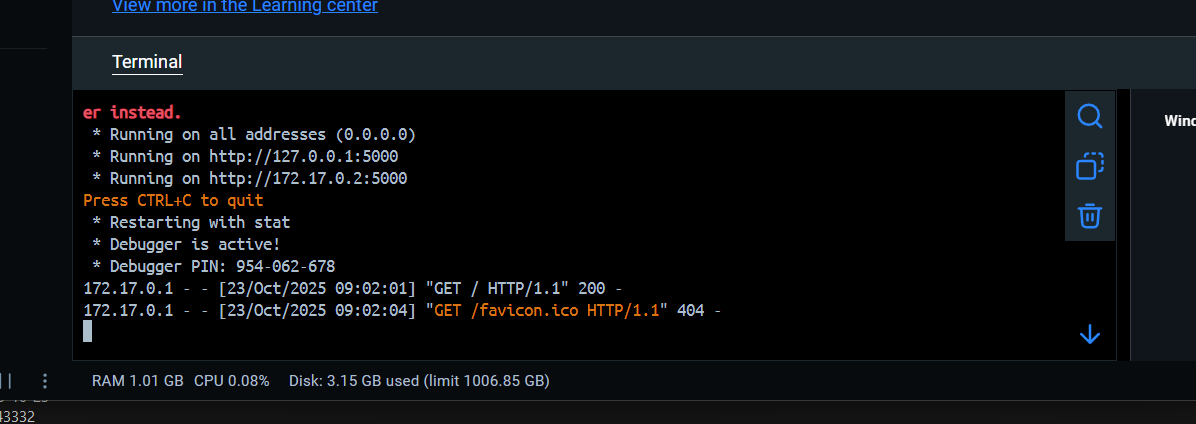 View more in the Learning center
Terminal
er instead.
 * Running on all addresses (0.0.0.0)
 * Running on http://127.0.0.1:5000
 * Running on http://172.17.0.2:5000
Press CTRL+C to quit
 * Restarting with stat
 * Debugger is active!
 * Debugger PIN: 954-062-678
172.17.0.1 - - [23/Oct/2025 09:02:01] "GET / HTTP/1.1" 200 -
172.17.0.1 - - [23/Oct/2025 09:02:04] "GET /favicon.ico HTTP/1.1" 404 -
Wind
RAM 1.01 GB CPU 0.08% Disk: 3.15 GB used (limit 1006.85 GB)
43332